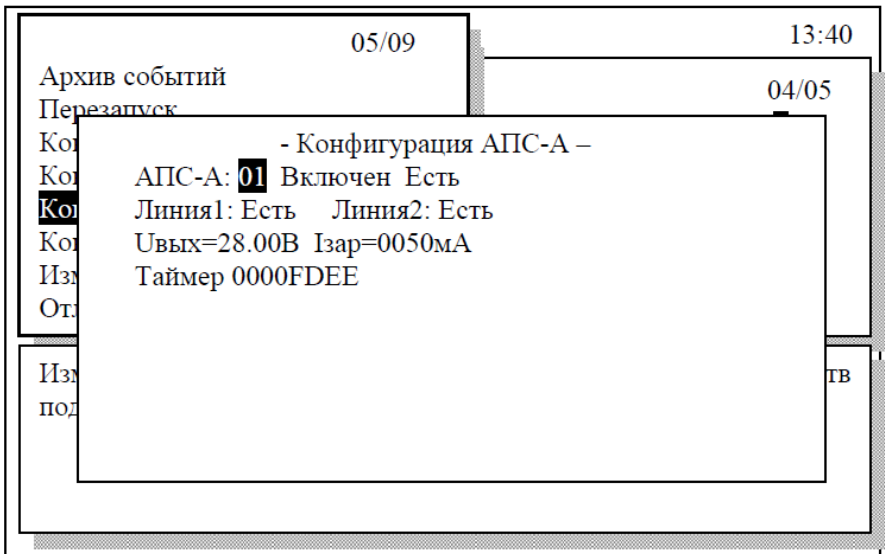 05/09
13:40
Архив событий
04/05
Перезапуск
- Конфигурация АПС-А –
АПС-А: 01 Включен Есть
Линия1: Есть Линия2: Есть
Uвых=28.00В Iзар=0050мА
Таймер 0000FDEE